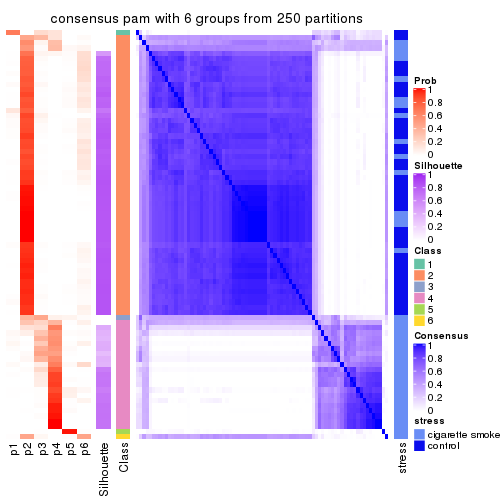 consensus pam with 6 groups from 250 partitions
Prob
1
0.8
0.6
0.4
0.2
0
Silhouette
1
0.8
0.6
0.4
0.2
0
Class
1
2
3
4
5
6
Consensus
1
0.8
0.6
0.4
0.2
0
stress
cigarette smoke
control
p1
p2
p3
p4
p5
p6
Silhouette
Class
stress